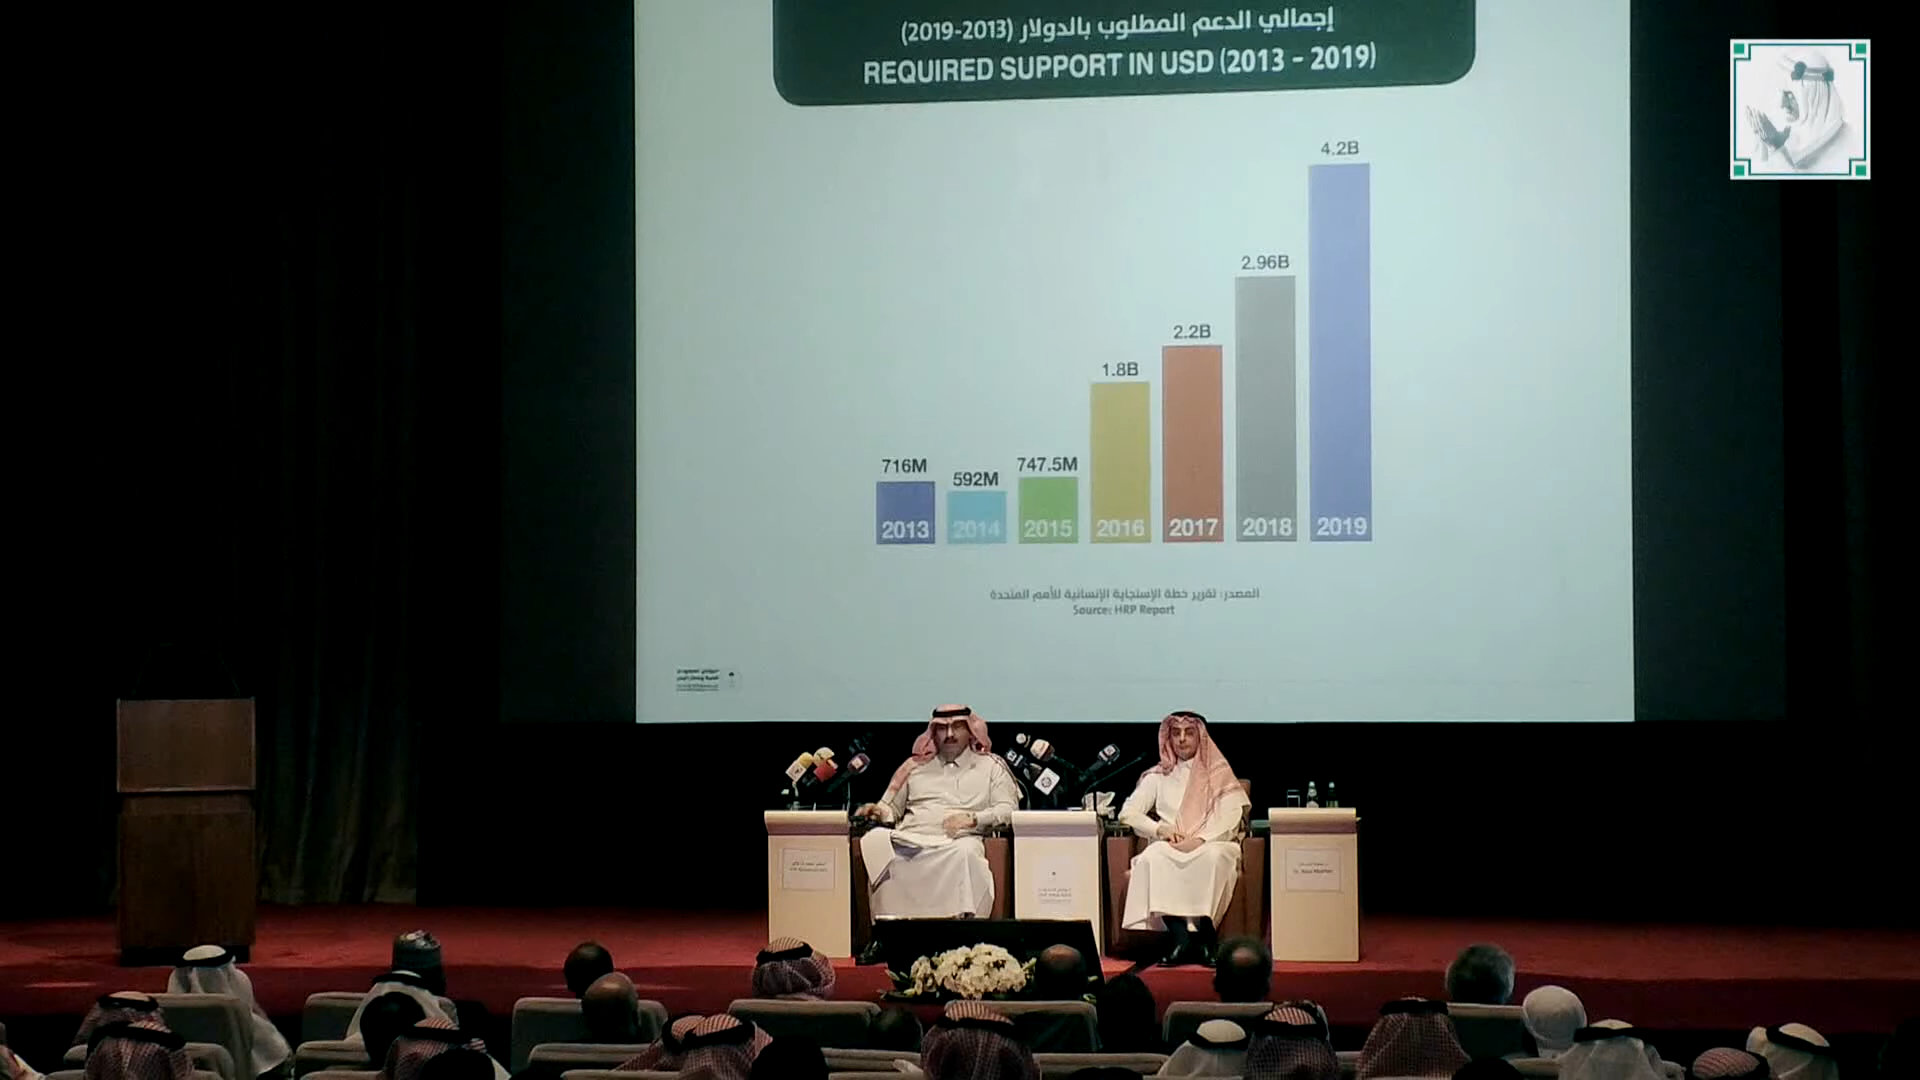 إجمالي الدعم المطلوب بالدولار (2013-2019)
REQUIRED SUPPORT IN USD (2013 - 2019)
4.2B
2.96B
2.2B
1.8B
716M
592M
747.5M
2013
2014
2015
2016
2017
2018
2019
المصدر: تقرير خطة الإستجابة الإنسانية للأمم المتحدة
Source: HRP Report